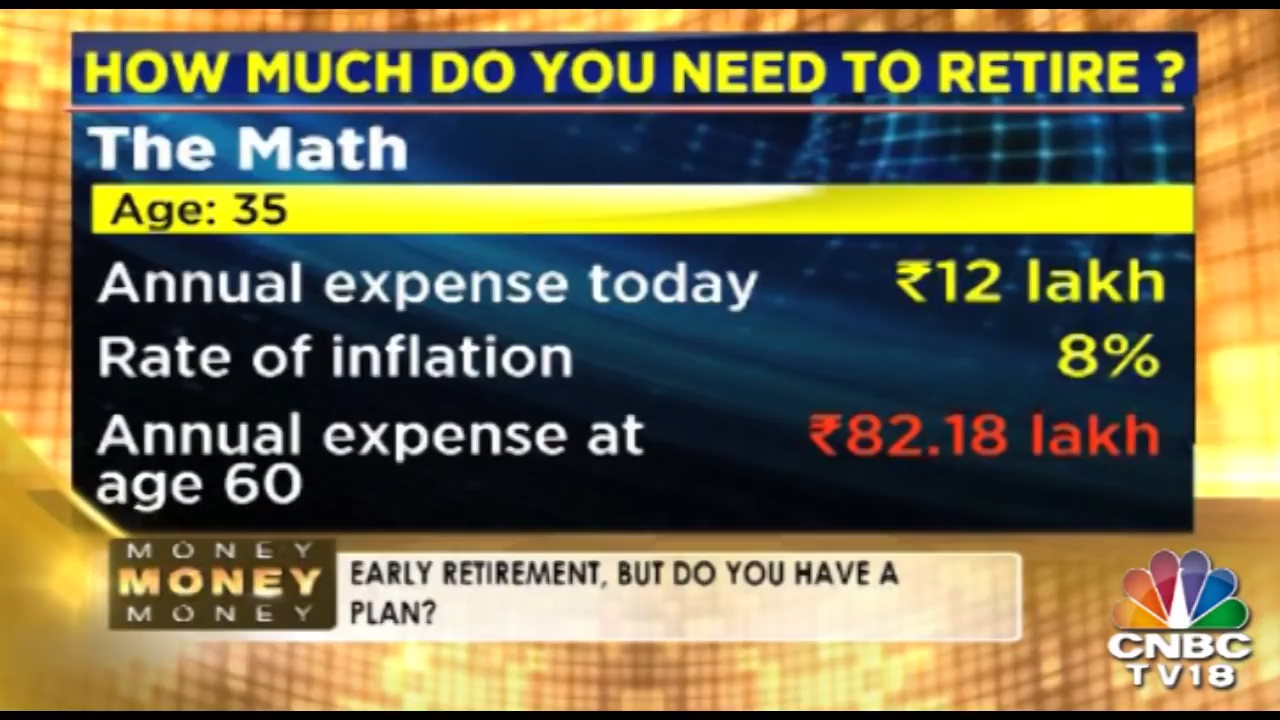 HOW MUCH DO YOU NEED TO RETIRE ?
The Math
Age: 35
Annual expense today ₹12 lakh
Rate of inflation 8%
Annual expense at ₹82.18 lakh
age 60
MONEY
MONEY
MONEY
EARLY RETIREMENT, BUT DO YOU HAVE A
PLAN?
CNBC
TV18